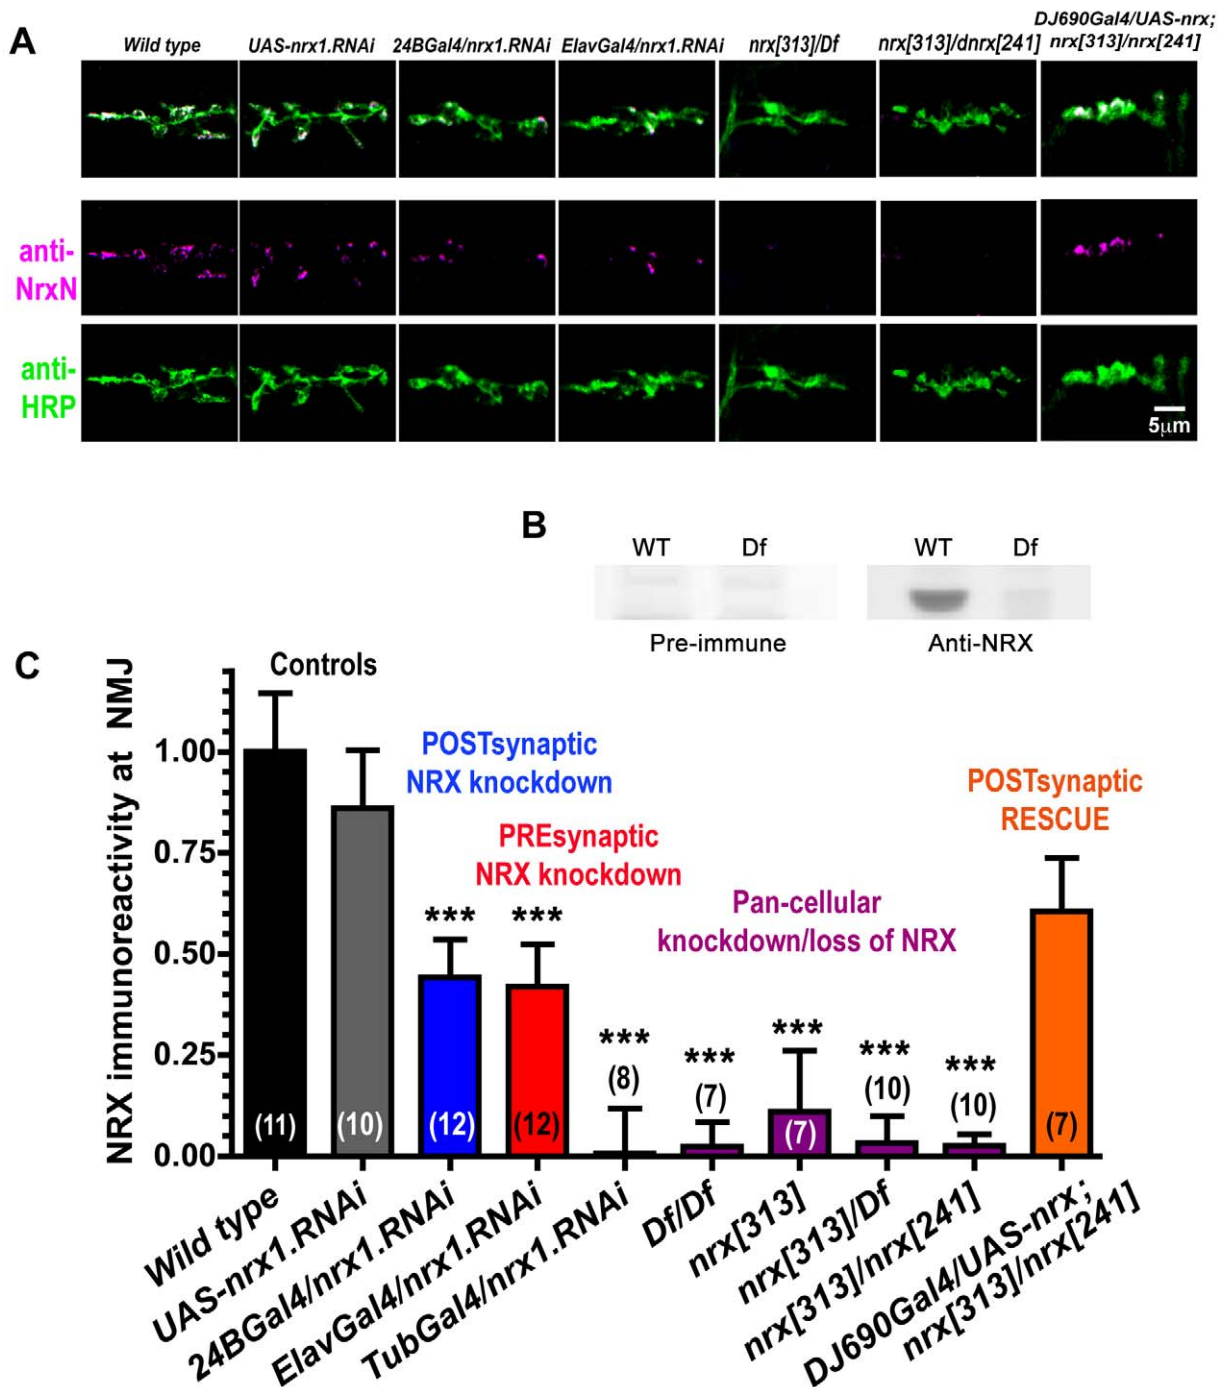 A
Wild type
UAS-nrx1.RNAi
24BGal4/nrx1.RNAi
ElavGal4/nrx1.RNAi
nrx[313]/Df
nrx[313]/dnrx[241]
DJ690Gal4/UAS-nrx;
nrx[313]/nrx[241]
anti-
NrxN
anti-
HRP
5μm
B
WT
Df
WT
Df
Pre-immune
Anti-NRX
C
NRX immunoreactivity at NMJ
1.00
0.75
0.50
0.25
0.00
Controls
POSTsynaptic
NRX knockdown
PREsynaptic
NRX knockdown
Pan-cellular
knockdown/loss of NRX
POSTsynaptic
RESCUE
***
***
***
***
***
***
***
(11)
(10)
(12)
(12)
(8)
(7)
(7)
(10)
(10)
(7)
Wild type
UAS-nrx1.RNAi
24BGal4/nrx1.RNAi
ElavGal4/nrx1.RNAi
TubGal4/nrx1.RNAi
Df/Df
nrx[313]
nrx[313]/Df
nrx[313]/nrx[241]
DJ690Gal4/UAS-nrx;
nrx[313]/nrx[241]